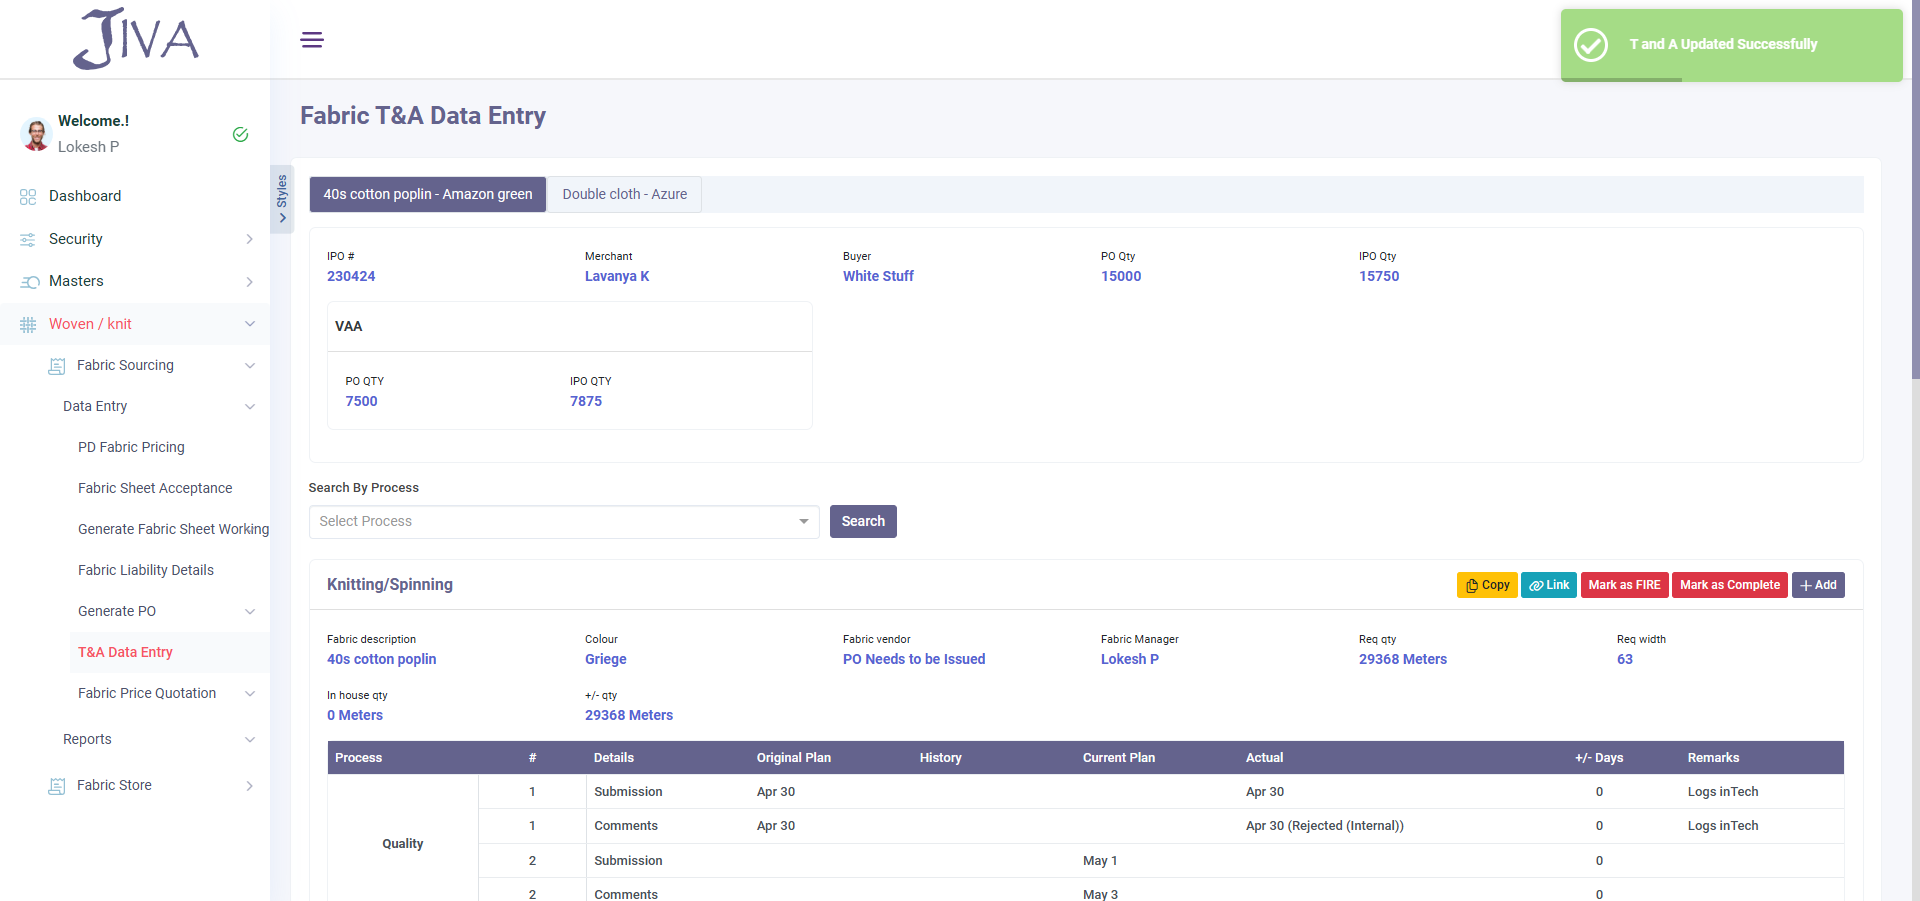 JIVA
T and A Updated Successfully
Welcome.!
Lokesh P
Dashboard
Security
Masters
Woven / knit
Fabric Sourcing
Data Entry
PD Fabric Pricing
Fabric Sheet Acceptance
Generate Fabric Sheet Working
Fabric Liability Details
Generate PO
T&A Data Entry
Fabric Price Quotation
Reports
Fabric Store
Styles
Fabric T&A Data Entry
40s cotton poplin - Amazon green Double cloth - Azure
IPO # Merchant Buyer PO Qty IPO Qty
230424 Lavanya K White Stuff 15000 15750
VAA
PO QTY IPO QTY
7500 7875
Search By Process
Select Process Search
Knitting/Spinning Copy Link Mark as FIRE Mark as Complete + Add
Fabric description Colour Fabric vendor Fabric Manager Req qty Req width
40s cotton poplin Griege PO Needs to be Issued Lokesh P 29368 Meters 63
In house qty +/- qty
0 Meters 29368 Meters
Process # Details Original Plan History Current Plan Actual +/- Days Remarks
1 Submission Apr 30 Apr 30 0 Logs inTech
1 Comments Apr 30 Apr 30 (Rejected (Internal)) 0 Logs inTech
Quality
2 Submission May 1 0
2 Comments May 3 0